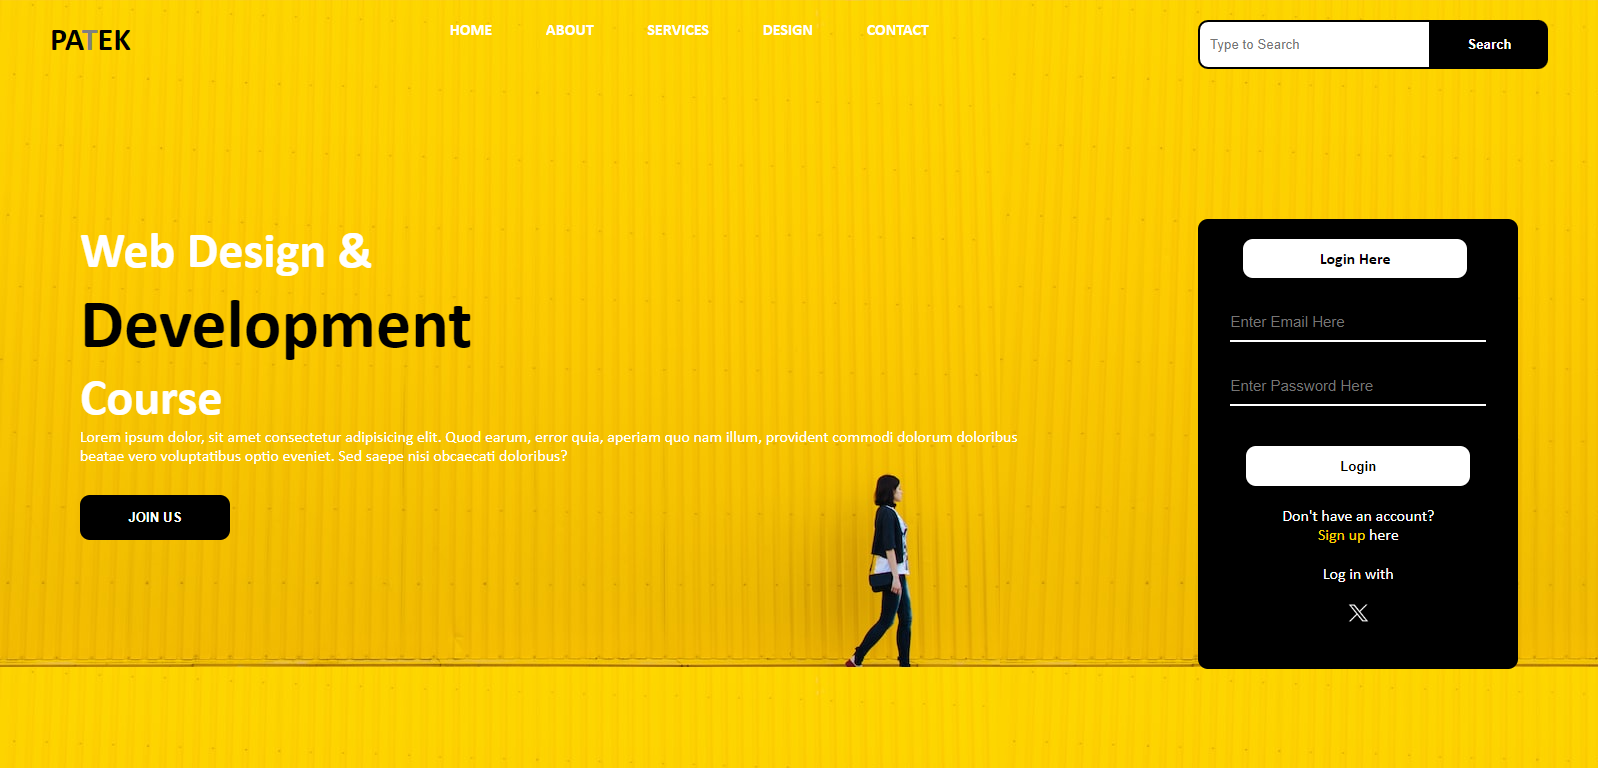 PATEK
HOME
ABOUT
SERVICES
DESIGN
CONTACT
Type to Search
Search
Web Design &
Development
Course
Lorem ipsum dolor, sit amet consectetur adipisicing elit. Quod earum, error quia, aperiam quo nam illum, provident commodi dolorum doloribus
beatae vero voluptatibus optio eveniet. Sed saepe nisi obcaecati doloribus?
JOIN US
Login Here
Enter Email Here
Enter Password Here
Login
Don't have an account?
Sign up here
Log in with